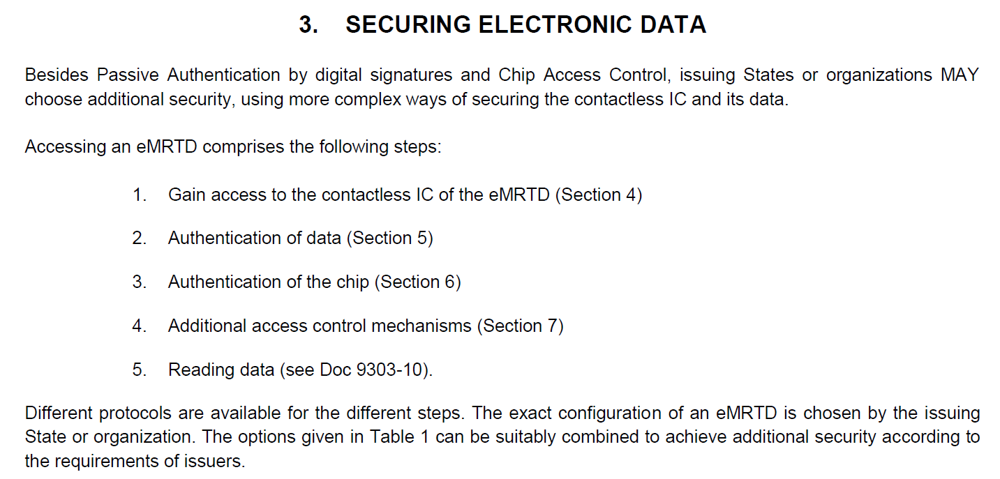 3. SECURING ELECTRONIC DATA
Besides Passive Authentication by digital signatures and Chip Access Control, issuing States or organizations MAY
choose additional security, using more complex ways of securing the contactless IC and its data.
Accessing an eMRTD comprises the following steps:
1. Gain access to the contactless IC of the eMRTD (Section 4)
2. Authentication of data (Section 5)
3. Authentication of the chip (Section 6)
4. Additional access control mechanisms (Section 7)
5. Reading data (see Doc 9303-10).
Different protocols are available for the different steps. The exact configuration of an eMRTD is chosen by the issuing
State or organization. The options given in Table 1 can be suitably combined to achieve additional security according to
the requirements of issuers.